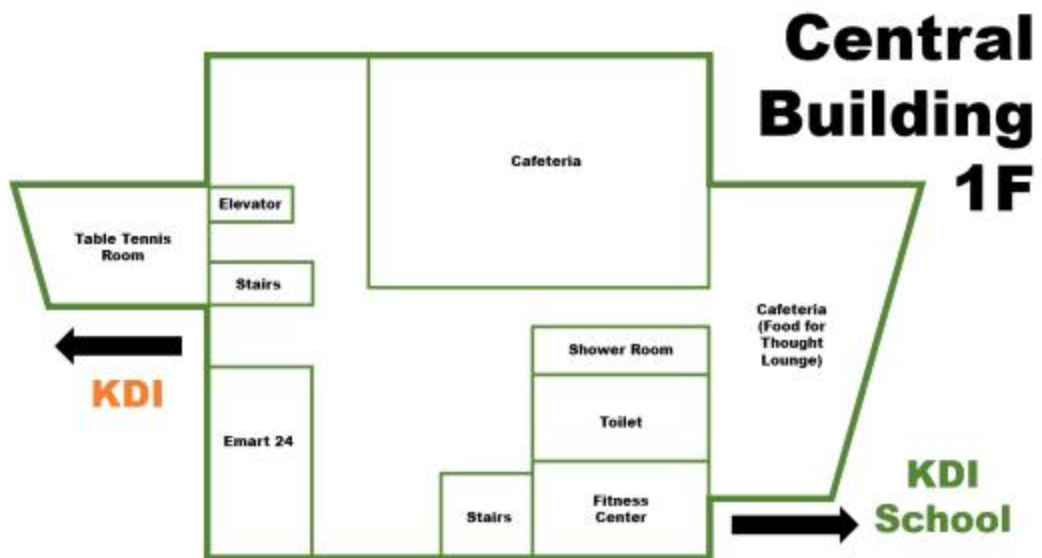 Central
Building
1F
Cafeteria
Elevator
Table Tennis
Room
Stairs
Cafeteria
(Food for
Thought
Lounge)
Shower Room
KDI
Toilet
Emart 24
Fitness
Center
Stairs
KDI
School